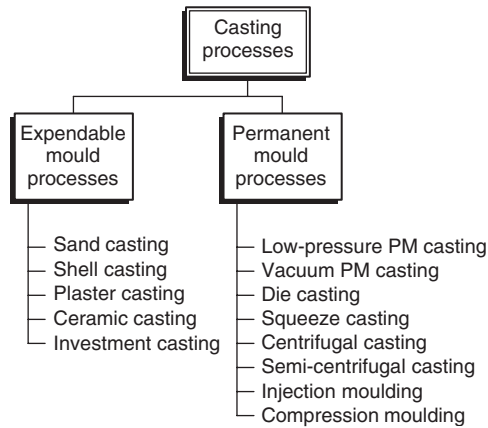 Casting
processes
Expendable
mould
processes
Permanent
mould
processes
Sand casting
Shell casting
Plaster casting
Ceramic casting
Investment casting
Low-pressure PM casting
Vacuum PM casting
Die casting
Squeeze casting
Centrifugal casting
Semi-centrifugal casting
Injection moulding
Compression moulding